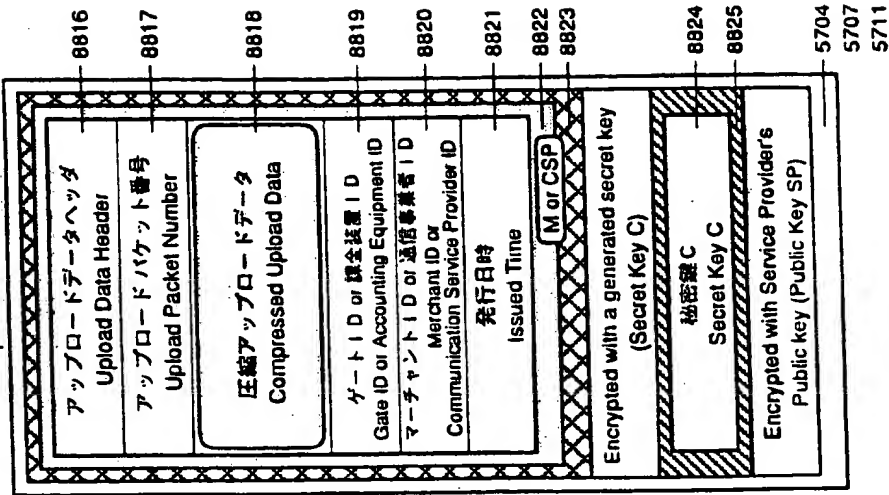 アップロードデータヘッダ
Upload Data Header
8816
アップロードパケット番号
Upload Packet Number
8817
圧縮アップロードデータ
Compressed Upload Data
8818
ゲートID or 課金装置ID
Gate ID or Accounting Equipment ID
8819
マーチャントID or 通信事業者ID
Merchant ID or
Communication Service Provider ID
8820
発行日時
Issued Time
8821
M or CSP
8822
8823
Encrypted with a generated secret key
(Secret Key C)
秘密鍵 C
Secret Key C
8824
8825
Encrypted with Service Provider's
Public key (Public Key SP)
5704
5707
5711